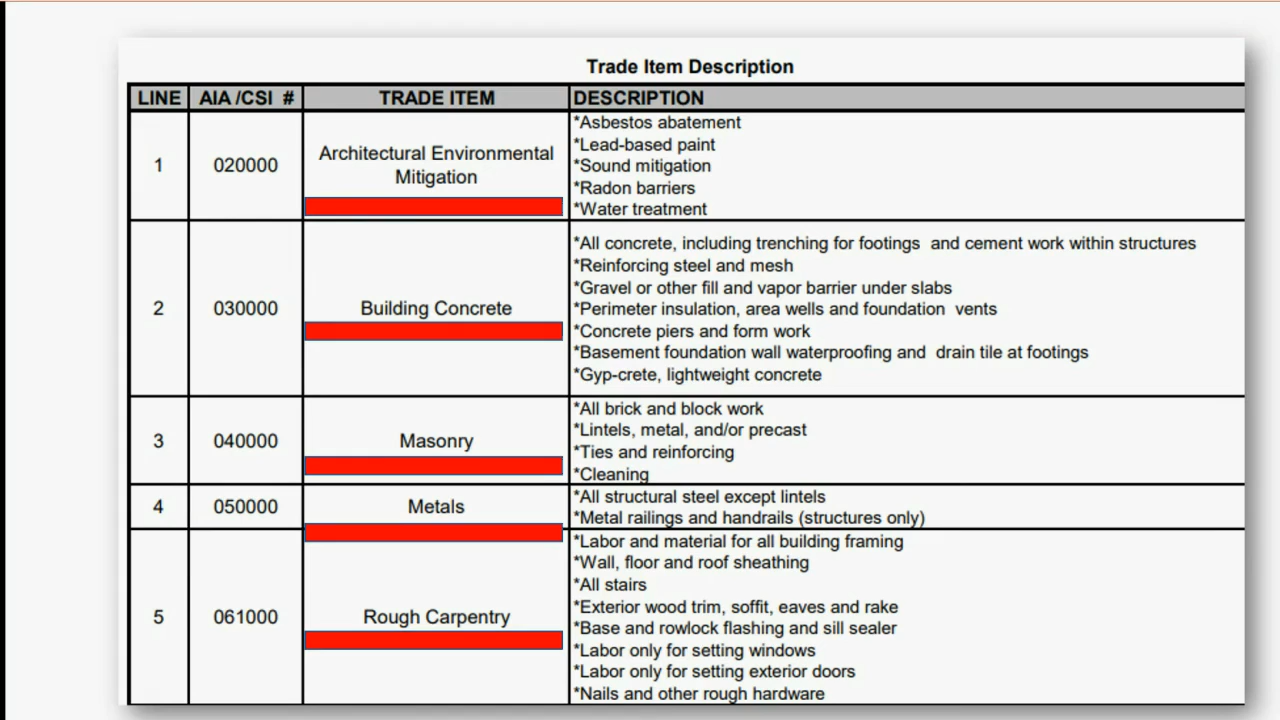 Trade Item Description
LINE AIA /CSI # TRADE ITEM DESCRIPTION
1 020000 Architectural Environmental Mitigation
*Asbestos abatement
*Lead-based paint
*Sound mitigation
*Radon barriers
*Water treatment
2 030000 Building Concrete
*All concrete, including trenching for footings and cement work within structures
*Reinforcing steel and mesh
*Gravel or other fill and vapor barrier under slabs
*Perimeter insulation, area wells and foundation vents
*Concrete piers and form work
*Basement foundation wall waterproofing and drain tile at footings
*Gyp-crete, lightweight concrete
3 040000 Masonry
*All brick and block work
*Lintels, metal, and/or precast
*Ties and reinforcing
*Cleaning
4 050000 Metals
*All structural steel except lintels
*Metal railings and handrails (structures only)
5 061000 Rough Carpentry
*Labor and material for all building framing
*Wall, floor and roof sheathing
*All stairs
*Exterior wood trim, soffit, eaves and rake
*Base and rowlock flashing and sill sealer
*Labor only for setting windows
*Labor only for setting exterior doors
*Nails and other rough hardware